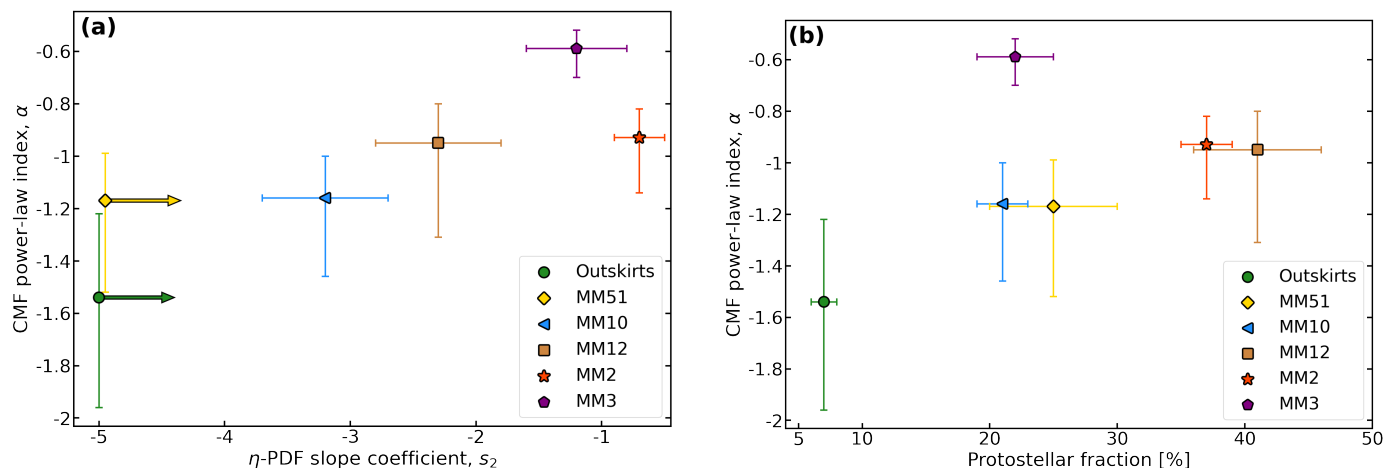 (a)
CMF power-law index, α
-0.6
-0.8
-1
-1.2
-1.4
-1.6
-1.8
-2
-5
-4
-3
-2
-1
η-PDF slope coefficient, s₂
Outskirts
MM51
MM10
MM12
MM2
MM3
(b)
CMF power-law index, α
-0.6
-0.8
-1
-1.2
-1.4
-1.6
-1.8
-2
5
10
20
30
40
50
Protostellar fraction [%]
Outskirts
MM51
MM10
MM12
MM2
MM3